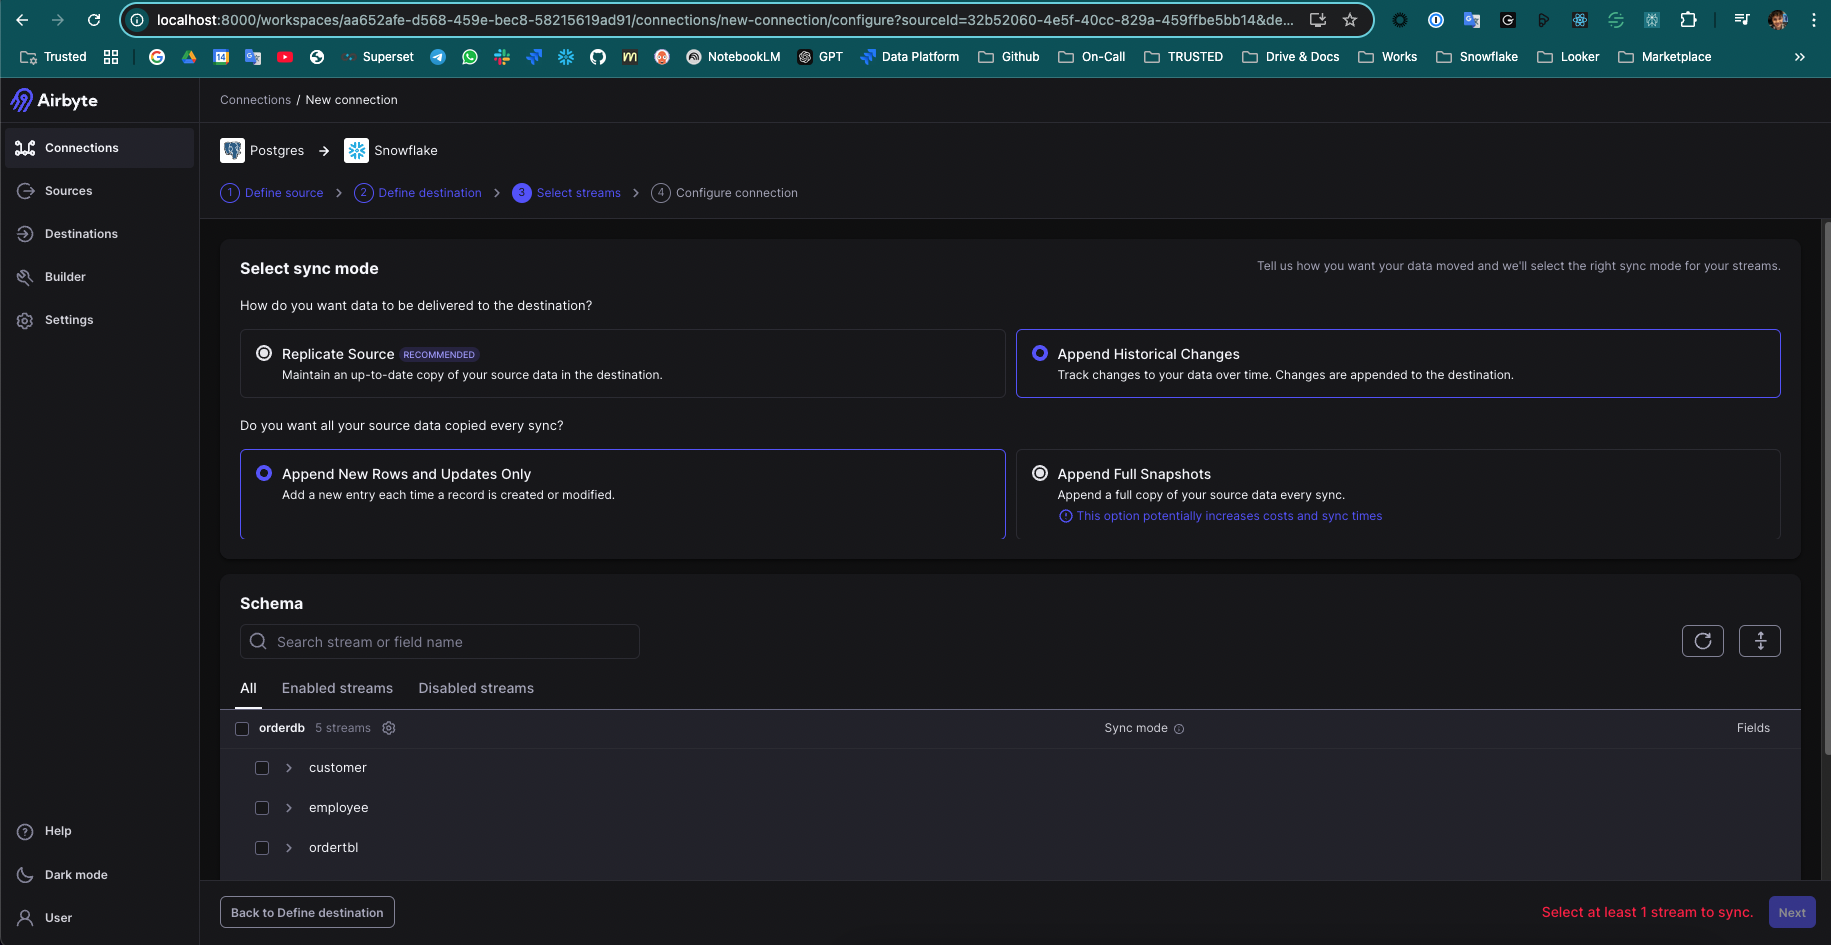 localhost:8000/workspaces/aa652afe-d568-459e-bec8-58215619ad91/connections/new-connection/configure?sourceId=32b52060-4e5f-40cc-829a-459ffbe5bb14&de...
Trusted 14 Superset NotebookLM GPT Data Platform Github On-Call TRUSTED Drive & Docs Works Snowflake Looker Marketplace
Airbyte
Connections
Sources
Destinations
Builder
Settings
Help
Dark mode
User
Connections / New connection
Postgres → Snowflake
1 Define source > 2 Define destination > 3 Select streams > 4 Configure connection
Select sync mode
Tell us how you want your data moved and we'll select the right sync mode for your streams.
How do you want data to be delivered to the destination?
Replicate Source RECOMMENDED
Maintain an up-to-date copy of your source data in the destination.
Append Historical Changes
Track changes to your data over time. Changes are appended to the destination.
Do you want all your source data copied every sync?
Append New Rows and Updates Only
Add a new entry each time a record is created or modified.
Append Full Snapshots
Append a full copy of your source data every sync.
This option potentially increases costs and sync times
Schema
Search stream or field name
All Enabled streams Disabled streams
orderdb 5 streams Sync mode Fields
customer
employee
ordertbl
Back to Define destination
Select at least 1 stream to sync.
Next